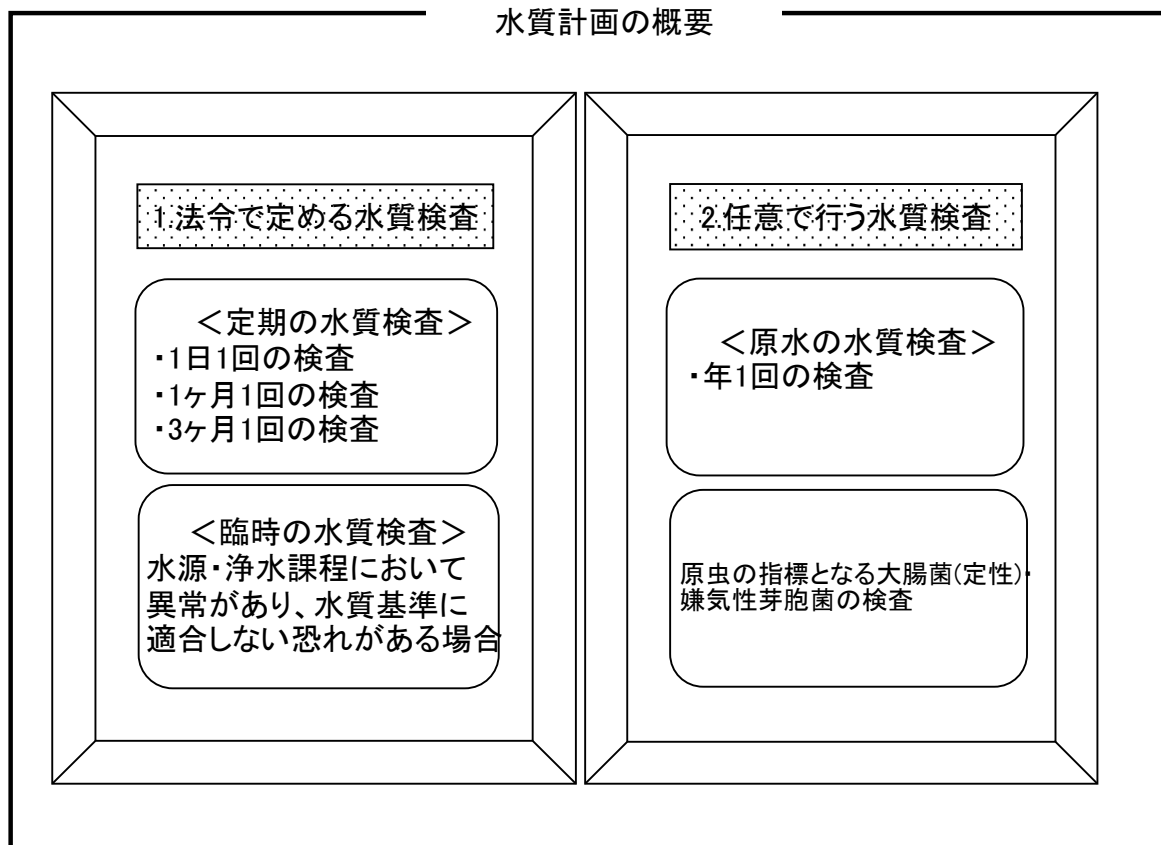 水質計画の概要
1.法令で定める水質検査
＜定期の水質検査＞
・1日1回の検査
・1ヶ月1回の検査
・3ヶ月1回の検査
＜臨時の水質検査＞
水源・浄水課程において
異常があり、水質基準に
適合しない恐れがある場合
2.任意で行う水質検査
＜原水の水質検査＞
・年1回の検査
原虫の指標となる大腸菌(定性)・
嫌気性芽胞菌の検査